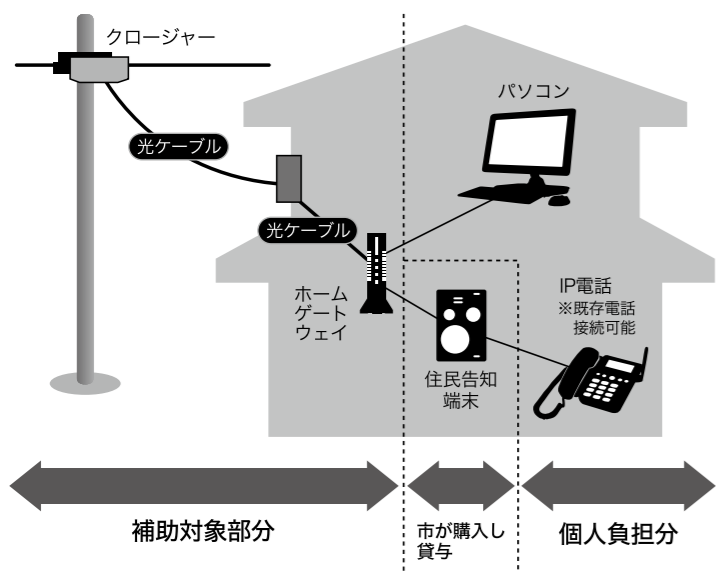 クロージャー
パソコン
光ケーブル
光ケーブル
ホーム
ゲート
ウェイ
IP電話
※既存電話
接続可能
住民告知
端末
補助対象部分
市が購入し
貸与
個人負担分